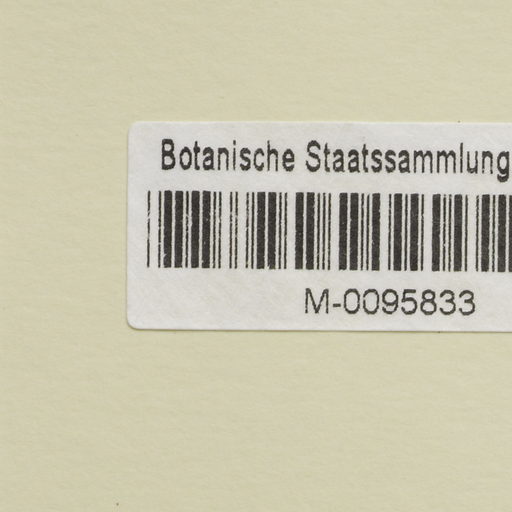 Botanische Staatssammlung
M-0095833